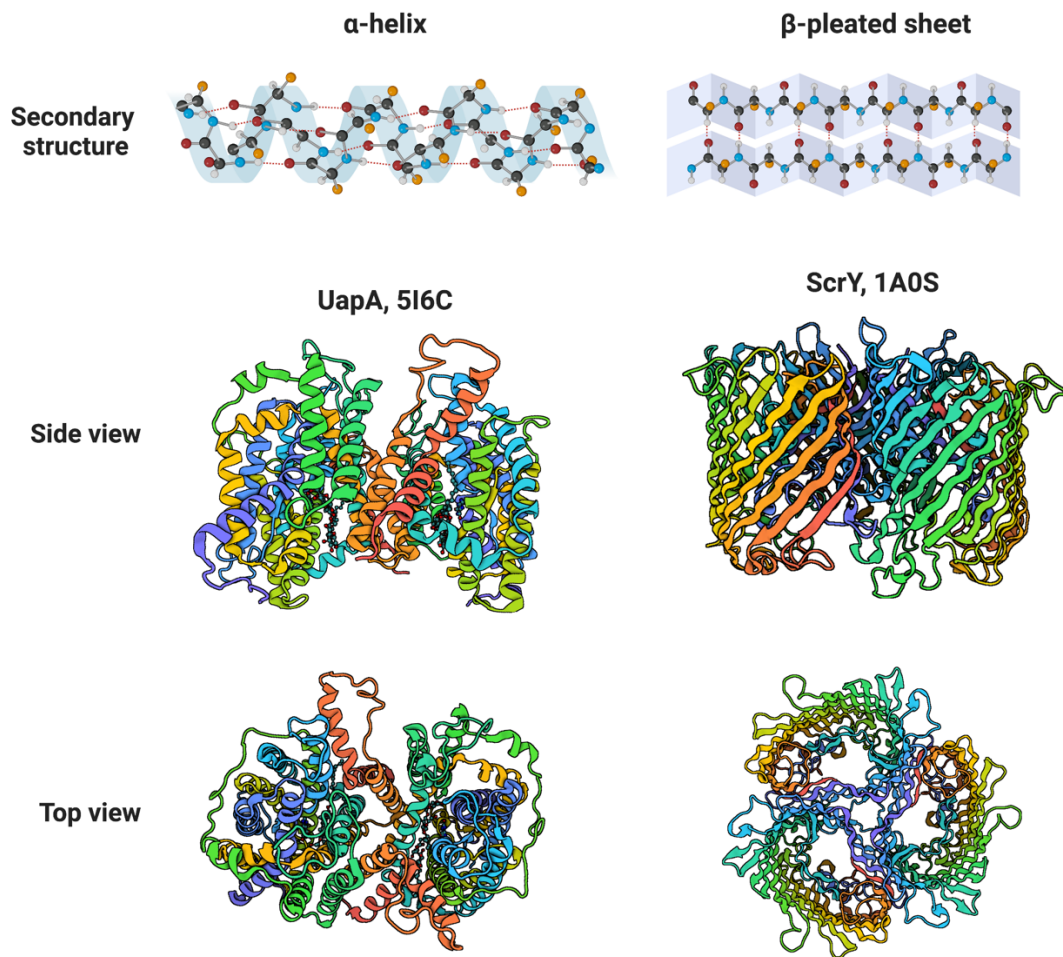 α-helix
β-pleated sheet
Secondary
structure
UapA, 5I6C
ScrY, 1A0S
Side view
Top view